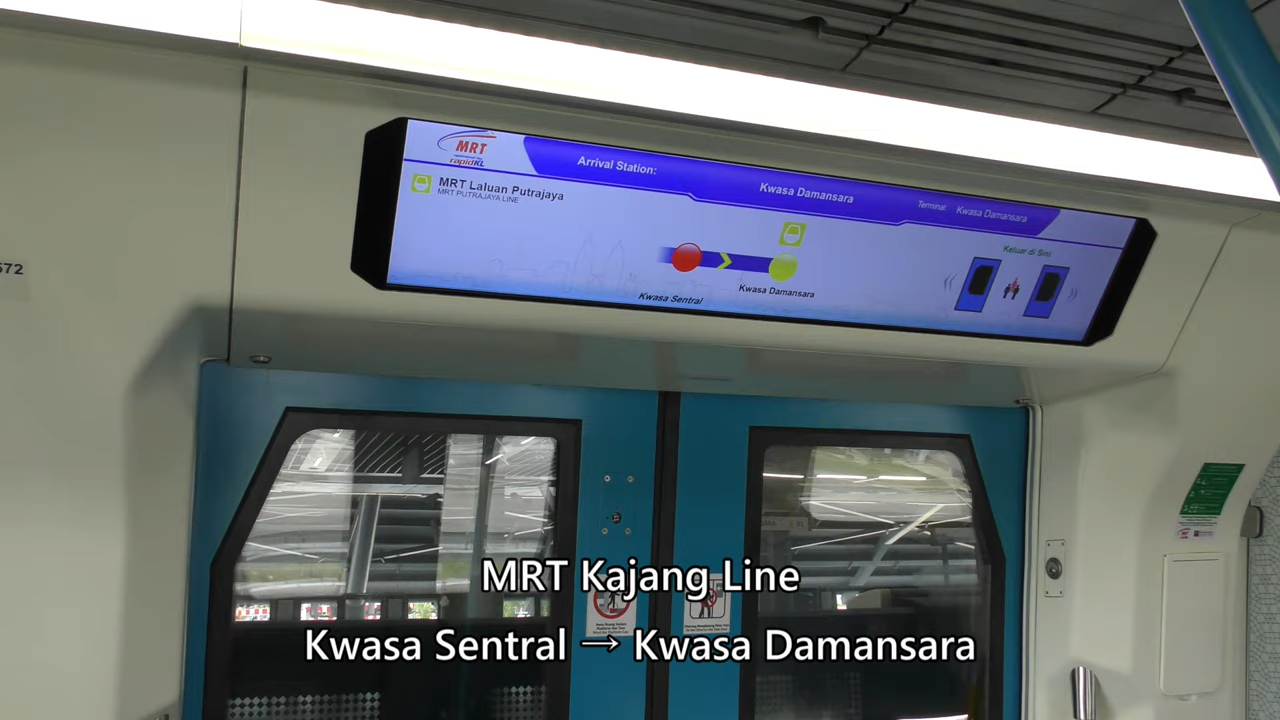 MRT
rapidKL
Arrival Station:
Kwasa Damansara
Terminal: Kwasa Damansara
MRT Laluan Putrajaya
MRT PUTRAJAYA LINE
Keluar di Sini
Kwasa Sentral
Kwasa Damansara
572
MRT Kajang Line
Kwasa Sentral → Kwasa Damansara